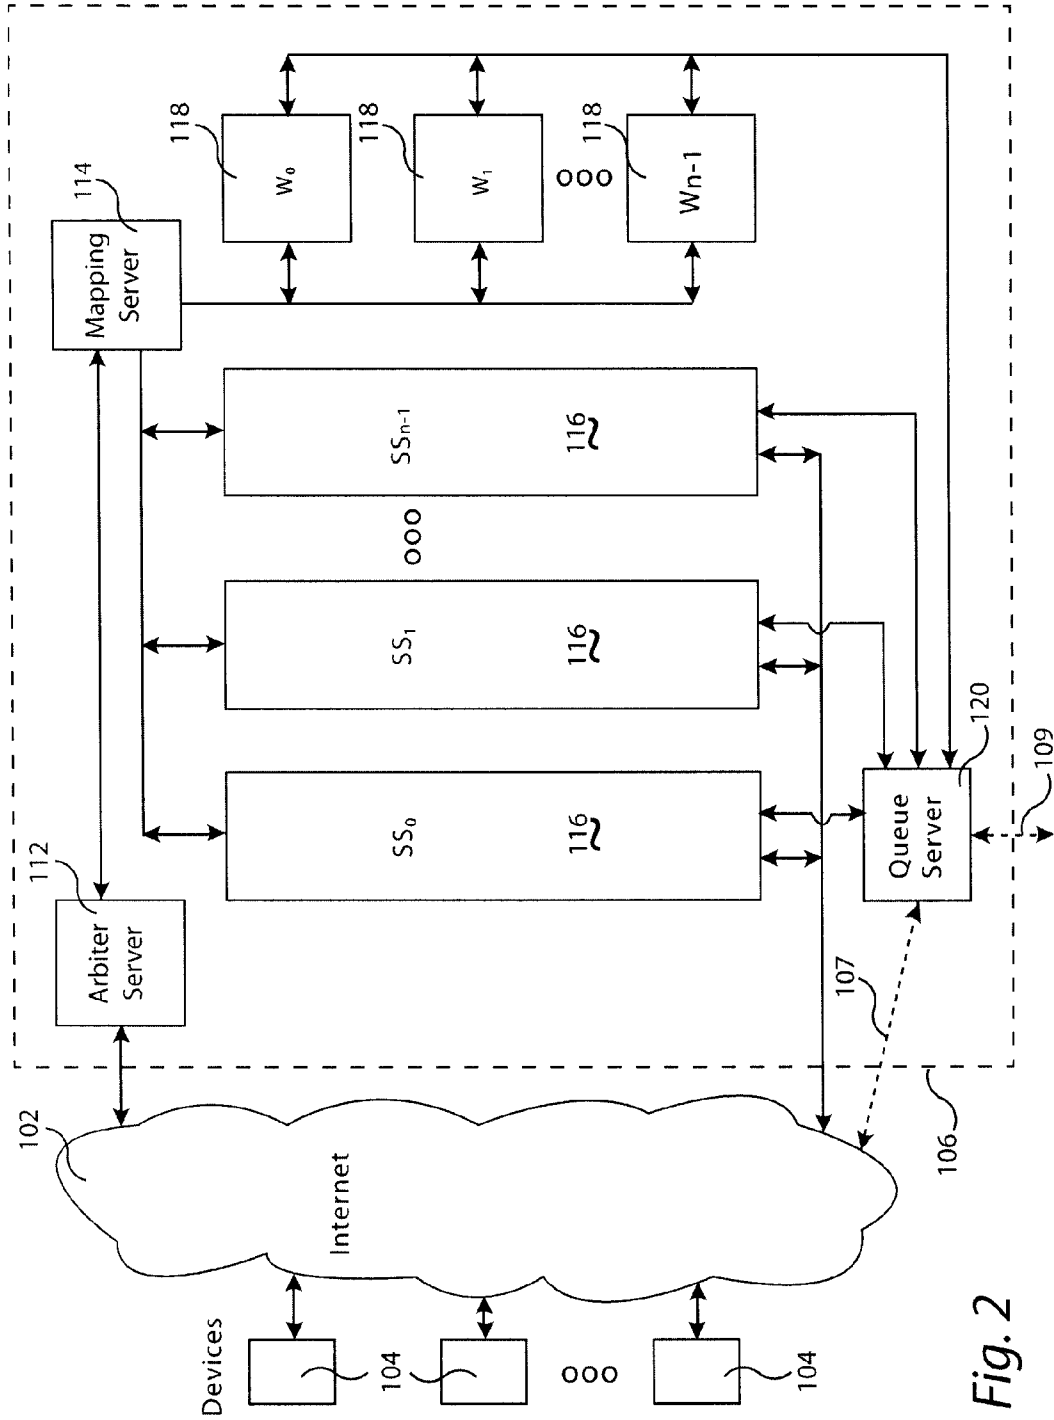 Devices
104
104
104
102
Internet
112
Arbiter
Server
107
106
SS0
116
SS1
116
SSn-1
116
Queue
Server
120
109
114
Mapping
Server
118
W0
118
W1
118
Wn-1
Fig. 2